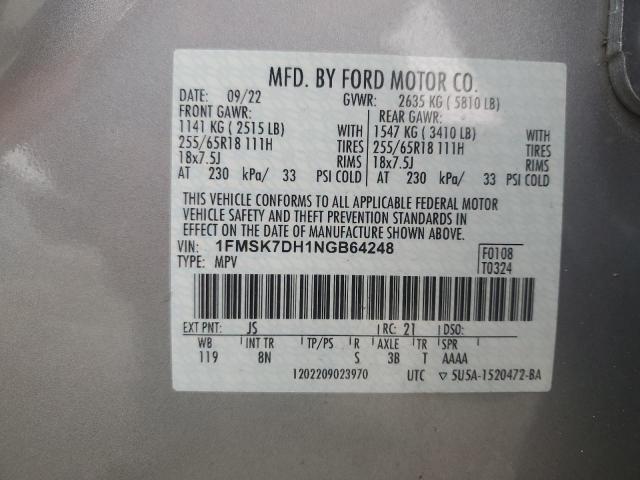 MFD. BY FORD MOTOR CO.
DATE: 09/22 GVWR: 2635 KG ( 5810 LB)
FRONT GAWR: REAR GAWR:
1141 KG ( 2515 LB) WITH 1547 KG ( 3410 LB) WITH
255/65R18 111H TIRES 255/65R18 111H TIRES
18x7.5J RIMS 18x7.5J RIMS
AT 230 kPa/ 33 PSI COLD AT 230 kPa/ 33 PSI COLD
THIS VEHICLE CONFORMS TO ALL APPLICABLE FEDERAL MOTOR
VEHICLE SAFETY AND THEFT PREVENTION STANDARDS IN
EFFECT ON THE DATE OF MANUFACTURE SHOWN ABOVE.
VIN: 1FMSK7DH1NGB64248 F0108
TYPE: MPV T0324
EXT PNT: JS RC: 21 DSO:
WB INT TR TP/PS R AXLE TR SPR
119 8N S 3B T AAAA
1202209023970 UTC ▽ 5U5A-1520472-BA